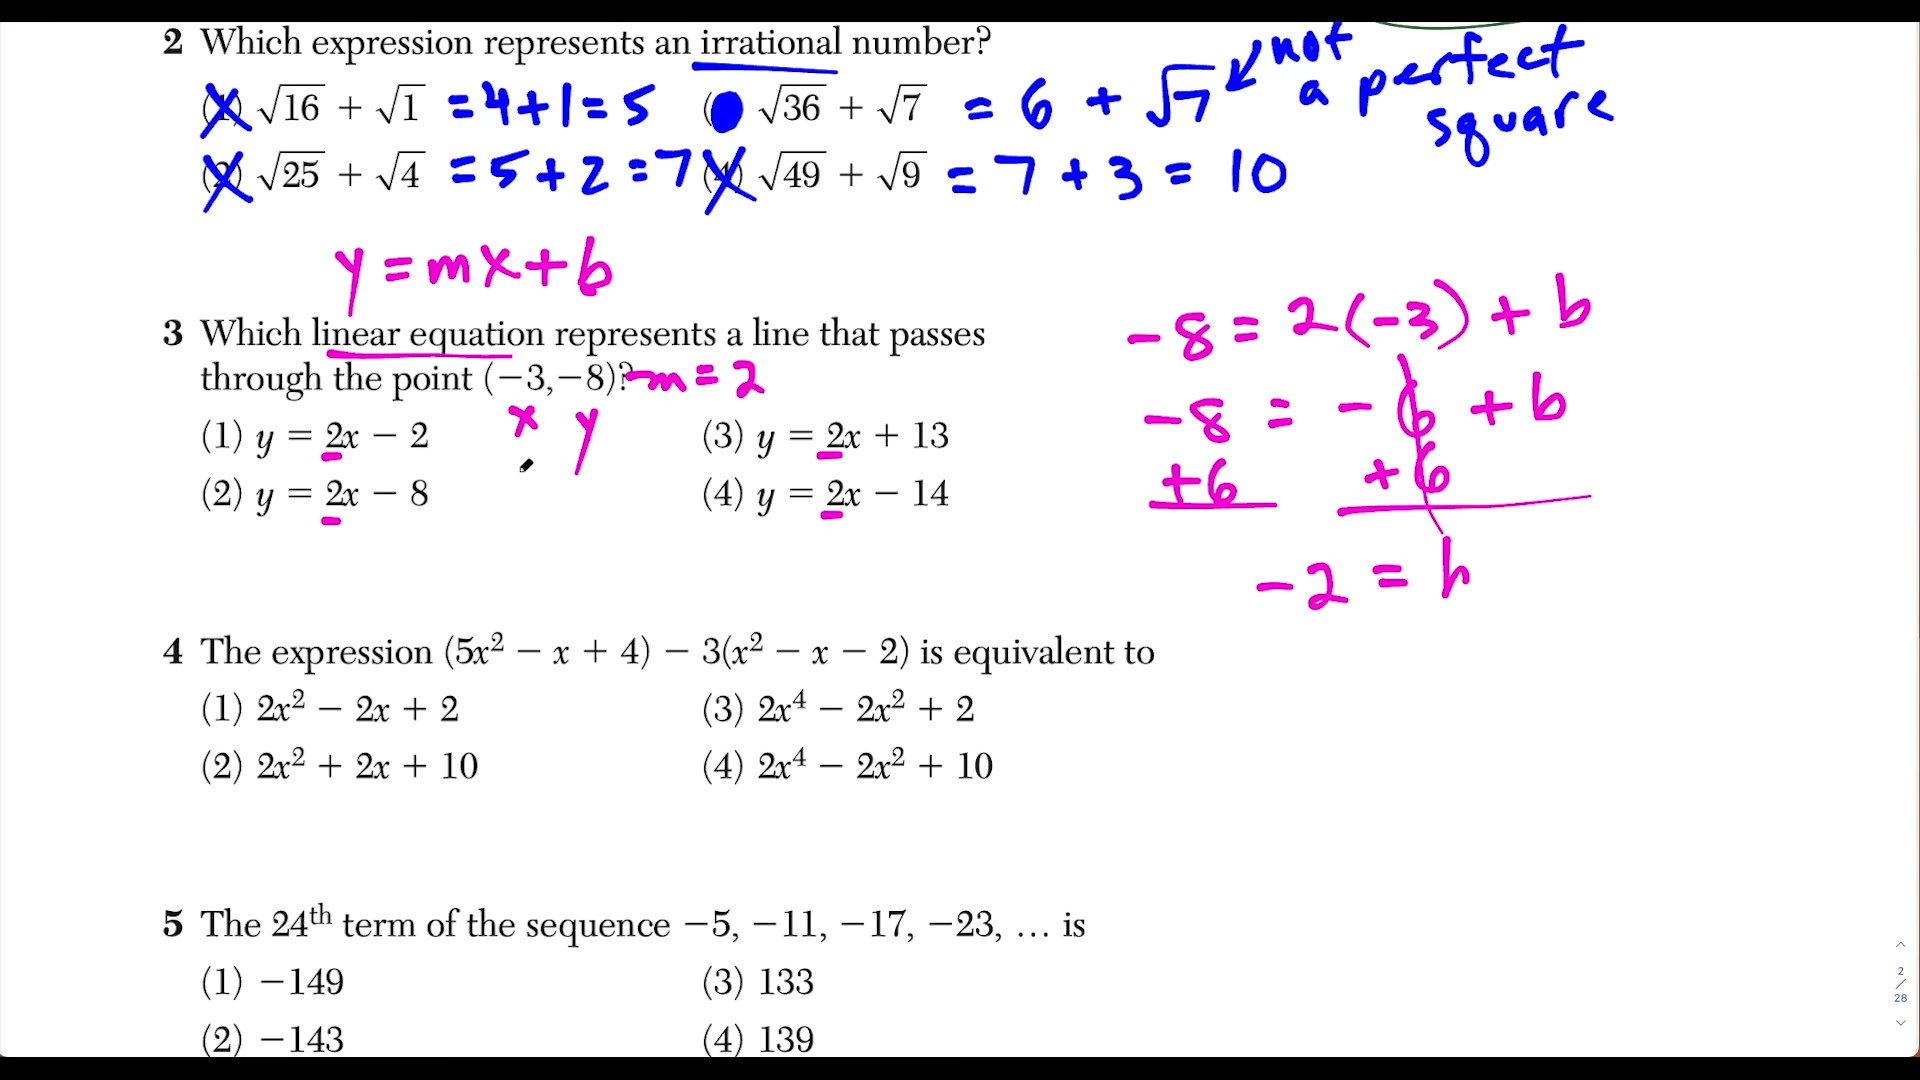 2 Which expression represents an irrational number?
√16 + √1 = 4 + 1 = 5
√36 + √7 = 6 + √7 not a perfect square
√25 + √4 = 5 + 2 = 7
√49 + √9 = 7 + 3 = 10
y = mx + b
3 Which linear equation represents a line that passes
through the point (−3,−8)? m = 2
x y
(1) y = 2x − 2
(3) y = 2x + 13
(2) y = 2x − 8
(4) y = 2x − 14
-8 = 2(-3) + b
-8 = -6 + b
+6 +6
-2 = b
4 The expression (5x² − x + 4) − 3(x² − x − 2) is equivalent to
(1) 2x² − 2x + 2
(3) 2x⁴ − 2x² + 2
(2) 2x² + 2x + 10
(4) 2x⁴ − 2x² + 10
5 The 24th term of the sequence −5, −11, −17, −23, … is
(1) −149
(3) 133
(2) −143
(4) 139
2
/
28